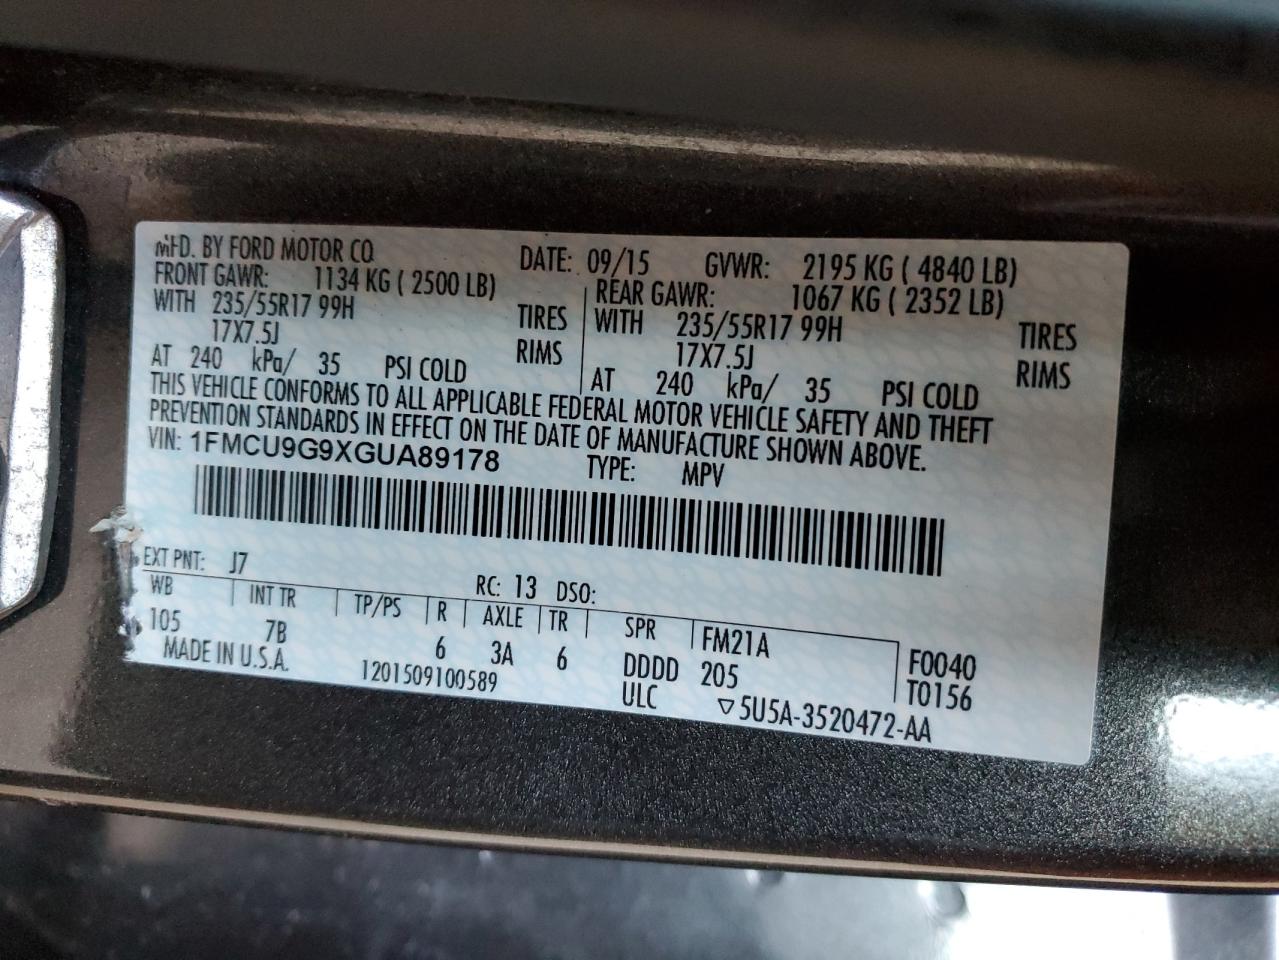 MFD. BY FORD MOTOR CO. DATE: 09/15 GVWR: 2195 KG ( 4840 LB)
FRONT GAWR: 1134 KG ( 2500 LB) REAR GAWR: 1067 KG ( 2352 LB)
WITH 235/55R17 99H TIRES WITH 235/55R17 99H TIRES
17X7.5J RIMS 17X7.5J RIMS
AT 240 kPa/ 35 PSI COLD AT 240 kPa/ 35 PSI COLD
THIS VEHICLE CONFORMS TO ALL APPLICABLE FEDERAL MOTOR VEHICLE SAFETY AND THEFT
PREVENTION STANDARDS IN EFFECT ON THE DATE OF MANUFACTURE SHOWN ABOVE.
VIN: 1FMCU9G9XGUA89178 TYPE: MPV
EXT PNT: J7 RC: 13 DSO:
WB INT TR TP/PS R AXLE TR SPR FM21A F0040
105 7B 6 3A 6 DDDD 205 T0156
MADE IN U.S.A. 1201509100589 ULC ▽5U5A-3520472-AA